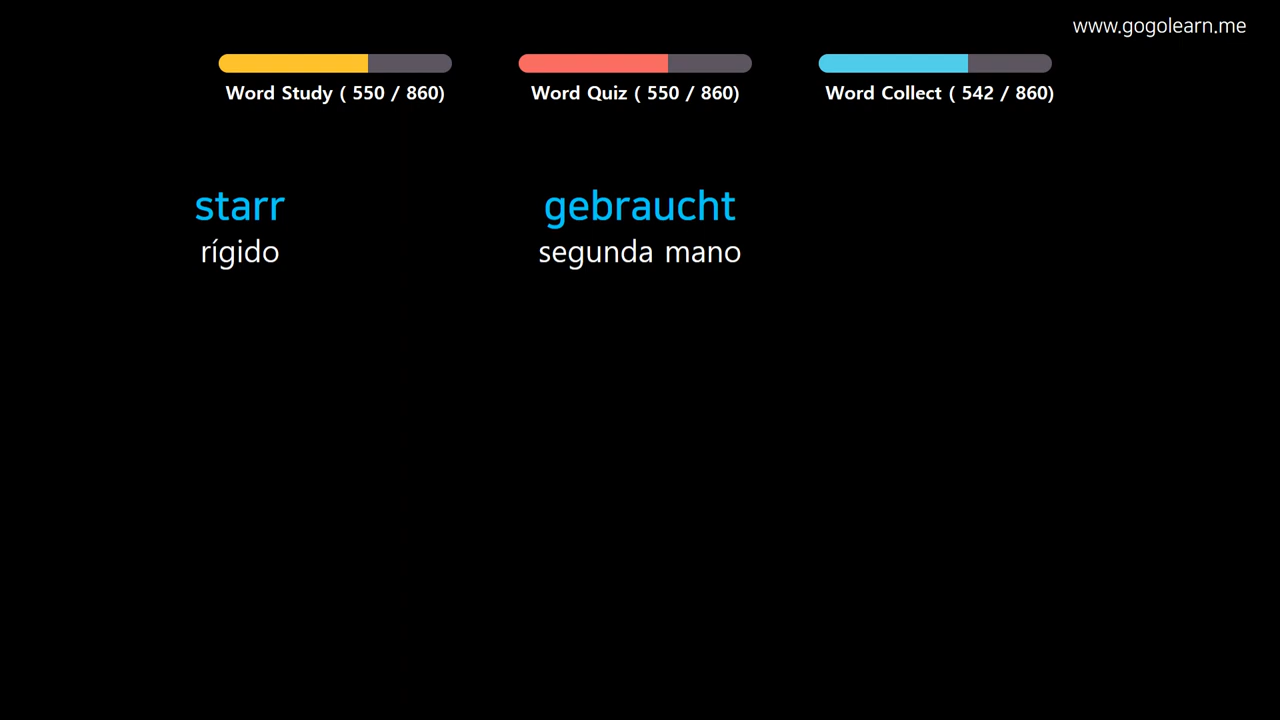 www.gogolearn.me
Word Study ( 550 / 860)
Word Quiz ( 550 / 860)
Word Collect ( 542 / 860)
starr
rígido
gebraucht
segunda mano